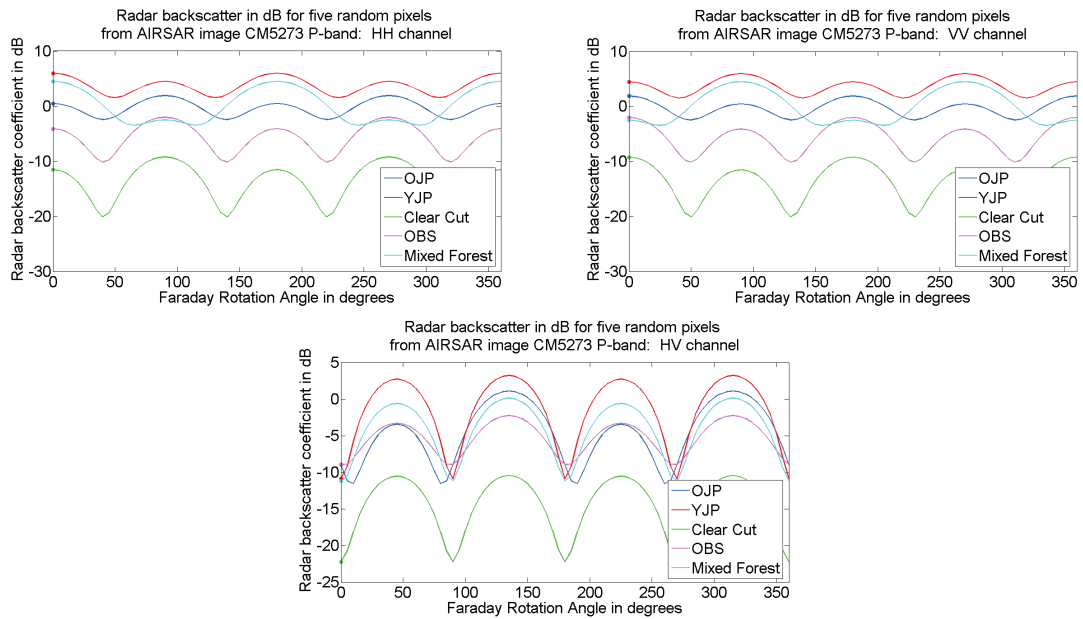 Radar backscatter in dB for five random pixels
from AIRSAR image CM5273 P-band: HH channel
Radar backscatter coefficient in dB
10
0
-10
-20
-30
0 50 100 150 200 250 300 350
Faraday Rotation Angle in degrees
OJP
YJP
Clear Cut
OBS
Mixed Forest
Radar backscatter in dB for five random pixels
from AIRSAR image CM5273 P-band: VV channel
Radar backscatter coefficient in dB
10
0
-10
-20
-30
0 50 100 150 200 250 300 350
Faraday Rotation Angle in degrees
OJP
YJP
Clear Cut
OBS
Mixed Forest
Radar backscatter in dB for five random pixels
from AIRSAR image CM5273 P-band: HV channel
Radar backscatter coefficient in dB
5
0
-5
-10
-15
-20
-25
0 50 100 150 200 250 300 350
Faraday Rotation Angle in degrees
OJP
YJP
Clear Cut
OBS
Mixed Forest